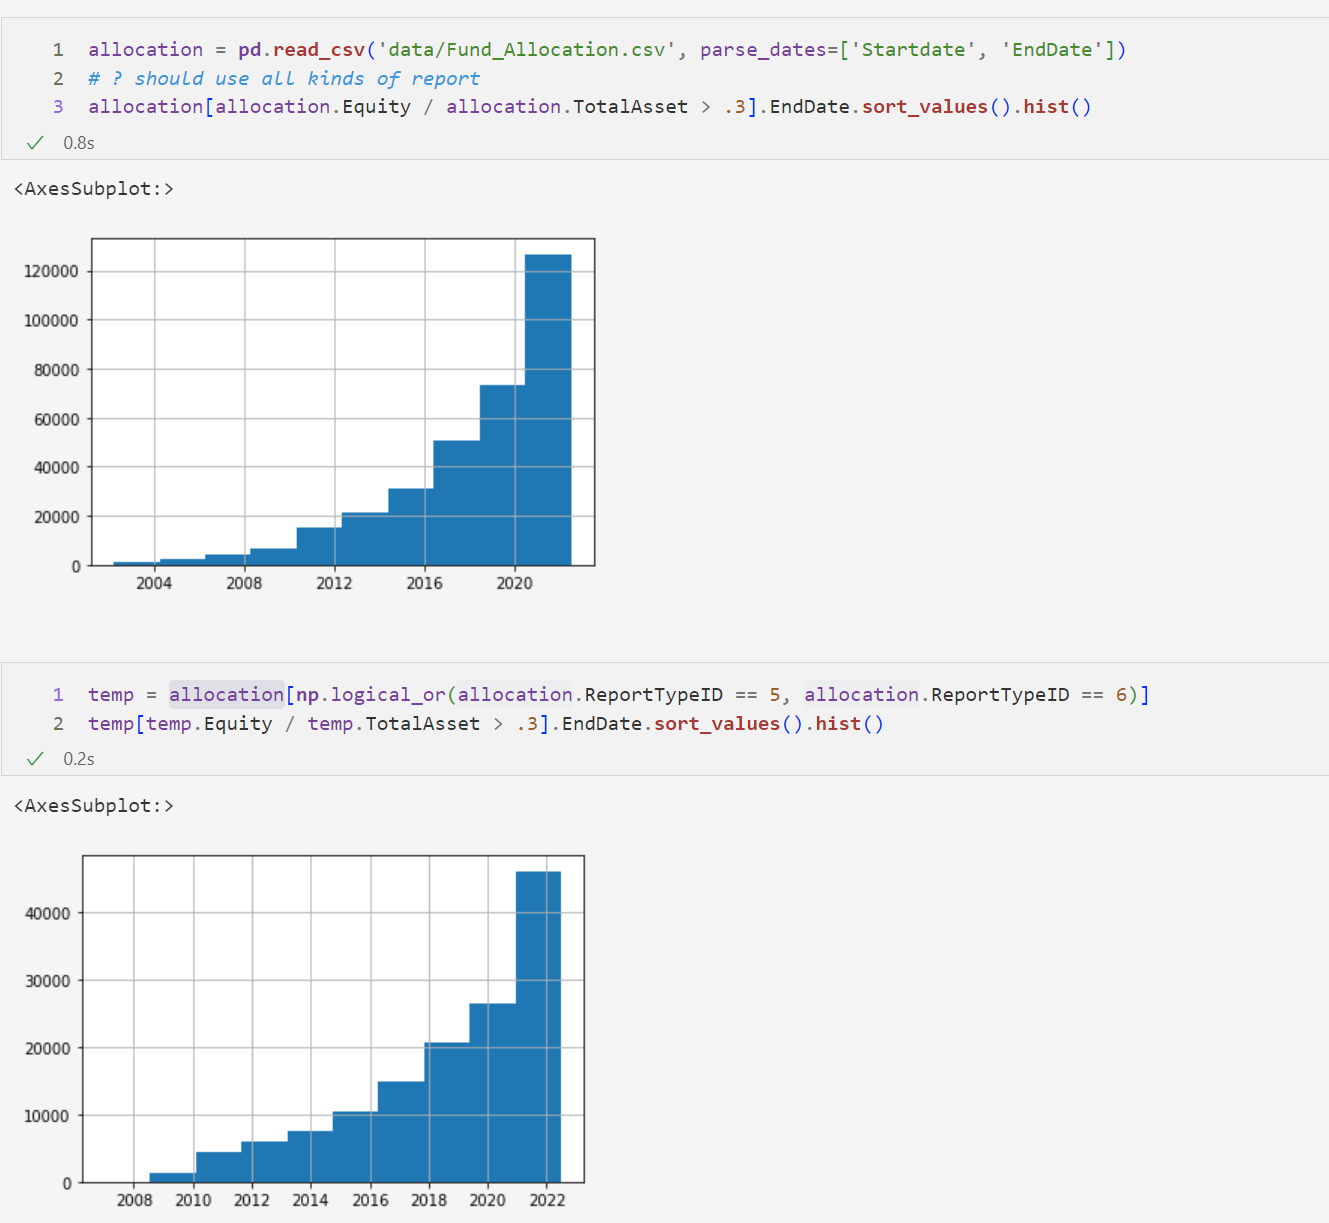 1 allocation = pd.read_csv('data/Fund_Allocation.csv', parse_dates=['Startdate', 'EndDate'])
2 # ? should use all kinds of report
3 allocation[allocation.Equity / allocation.TotalAsset > .3].EndDate.sort_values().hist()
✓ 0.8s
<AxesSubplot:>
120000
100000
80000
60000
40000
20000
0
2004 2008 2012 2016 2020
1 temp = allocation[np.logical_or(allocation.ReportTypeID == 5, allocation.ReportTypeID == 6)]
2 temp[temp.Equity / temp.TotalAsset > .3].EndDate.sort_values().hist()
✓ 0.2s
<AxesSubplot:>
40000
30000
20000
10000
0
2008 2010 2012 2014 2016 2018 2020 2022